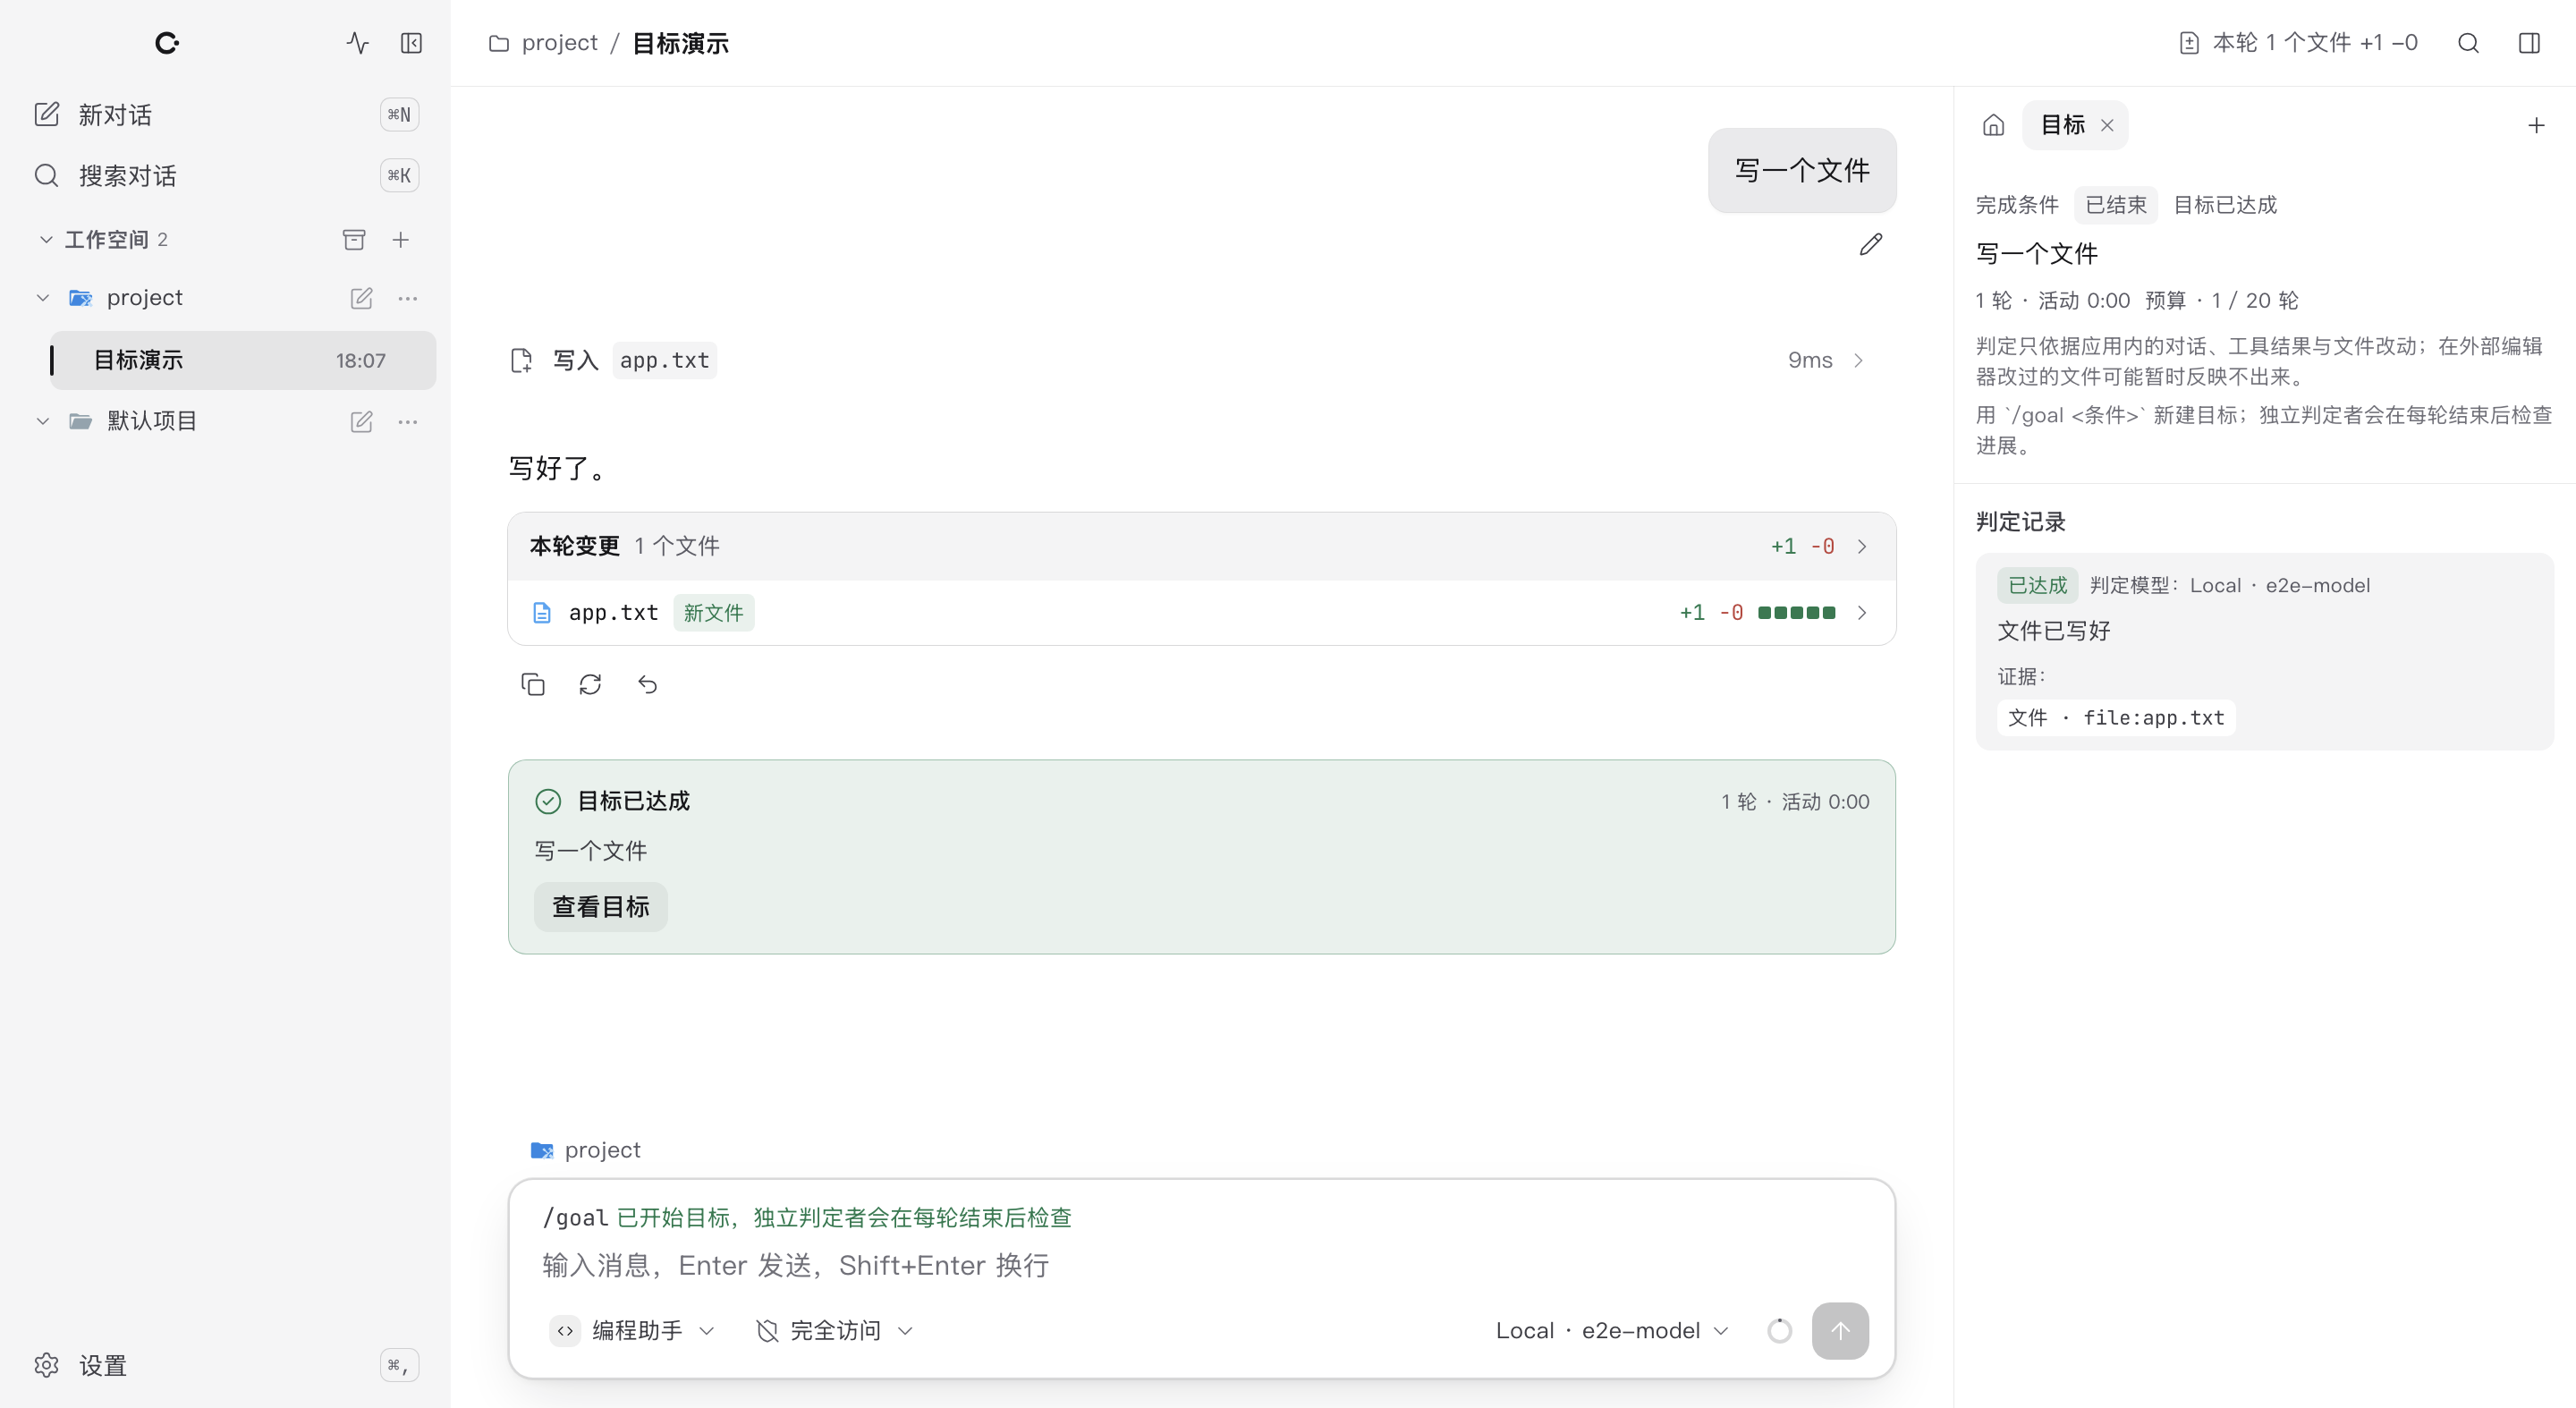 新对话 ⌘N
搜索对话 ⌘K
工作空间 2
project
目标演示 18:07
默认项目
设置 ⌘,
project / 目标演示
本轮 1 个文件 +1 −0
写一个文件
写入 app.txt 9ms
写好了。
本轮变更 1 个文件 +1 -0
app.txt 新文件 +1 -0
目标已达成 1 轮 · 活动 0:00
写一个文件
查看目标
project
/goal 已开始目标，独立判定者会在每轮结束后检查
输入消息，Enter 发送，Shift+Enter 换行
编程助手 完全访问 Local · e2e-model
目标
完成条件 已结束 目标已达成
写一个文件
1 轮 · 活动 0:00 预算 · 1 / 20 轮
判定只依据应用内的对话、工具结果与文件改动；在外部编辑
器改过的文件可能暂时反映不出来。
用 `/goal <条件>` 新建目标；独立判定者会在每轮结束后检查
进展。
判定记录
已达成 判定模型：Local · e2e-model
文件已写好
证据：
文件 · file:app.txt